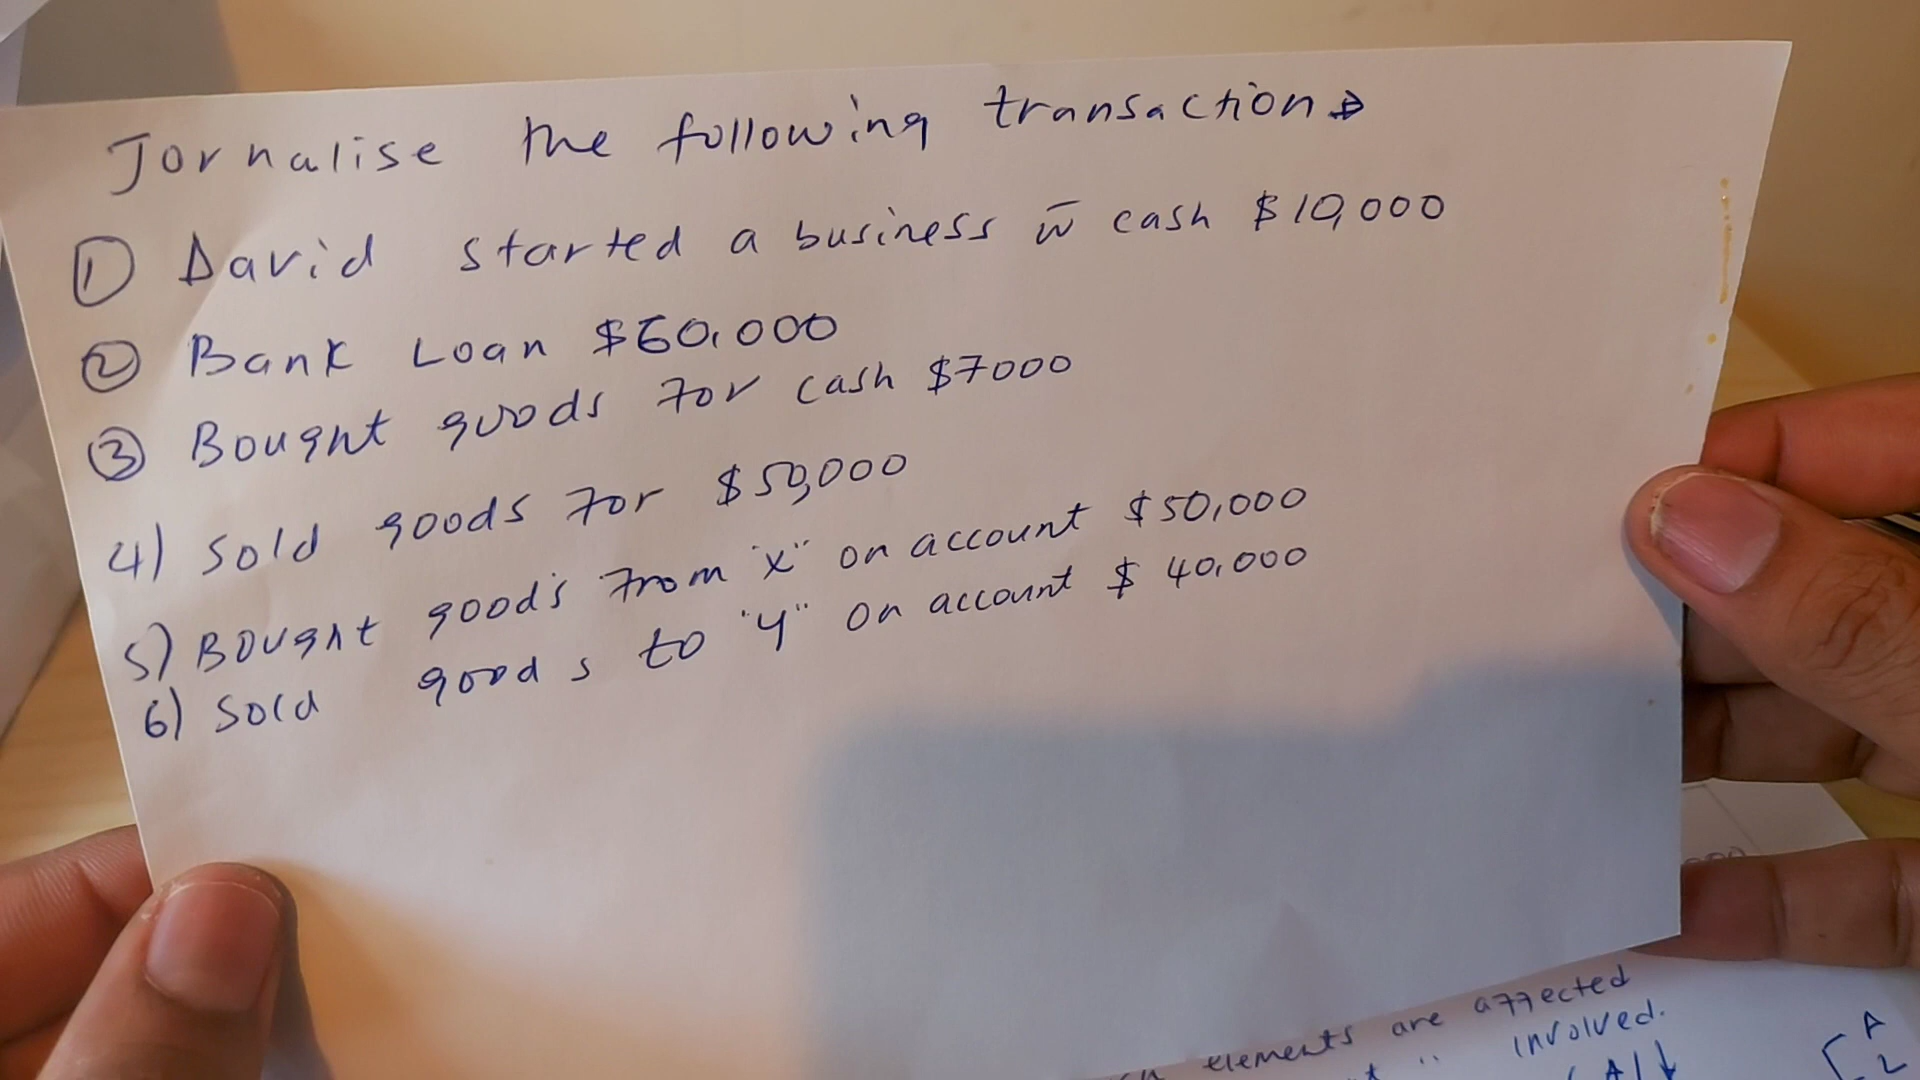 Jornalise the following transactions
① David started a business w̄ cash $10,000
② Bank Loan $60,000
③ Bought goods for cash $7000
4) Sold goods for $50,000
5) Bought goods from "X" on account $50,000
6) Sold goods to "Y" on account $ 40,000
elements are affected
involved.
A
L